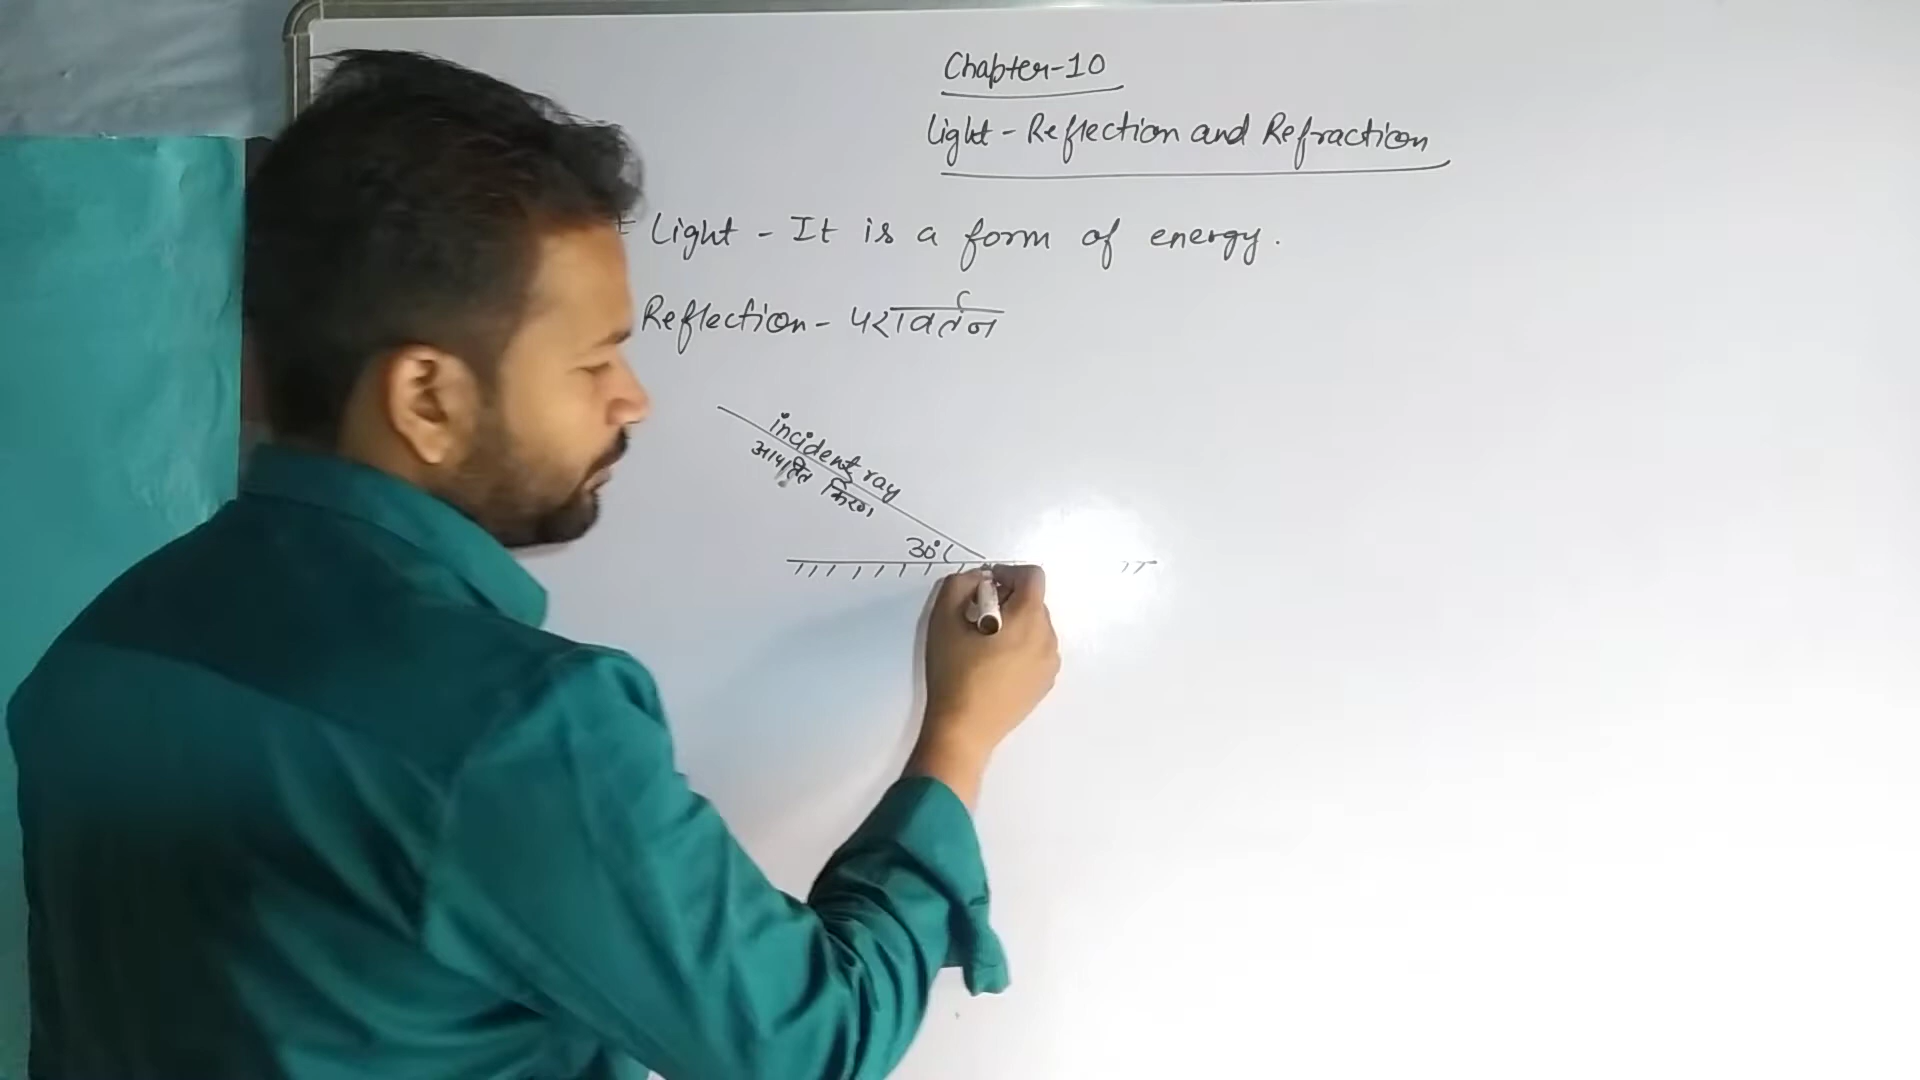 Chapter-10
Light - Reflection and Refraction
Light - It is a form of energy.
Reflection - परावर्तन
incident ray
आपतित किरण
30°